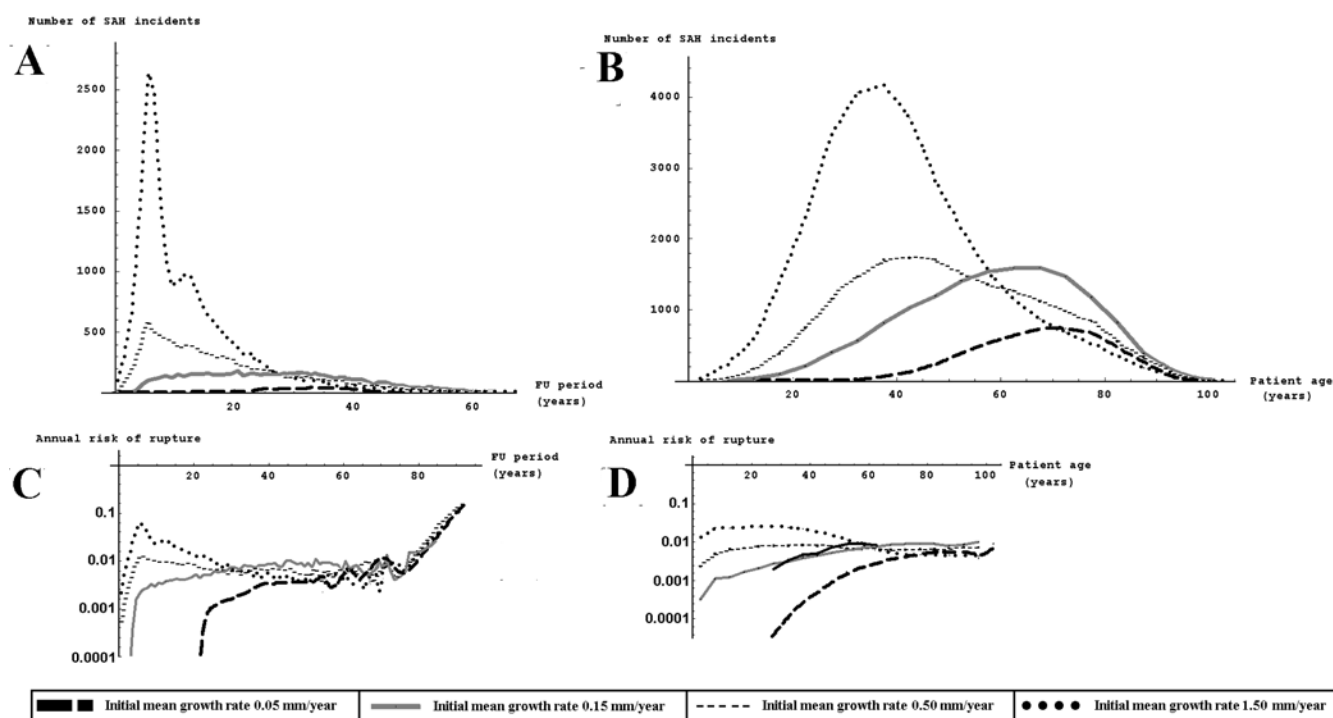 Number of SAH incidents
A
2500
2000
1500
1000
500
20
40
60
FU period
(years)
Number of SAH incidents
B
4000
3000
2000
1000
20
40
60
80
100
Patient age
(years)
Annual risk of rupture
C
20
40
60
80
FU period
(years)
0.1
0.01
0.001
0.0001
Annual risk of rupture
D
20
40
60
80
100
Patient age
(years)
0.1
0.01
0.001
0.0001
Initial mean growth rate 0.05 mm/year
Initial mean growth rate 0.15 mm/year
Initial mean growth rate 0.50 mm/year
Initial mean growth rate 1.50 mm/year